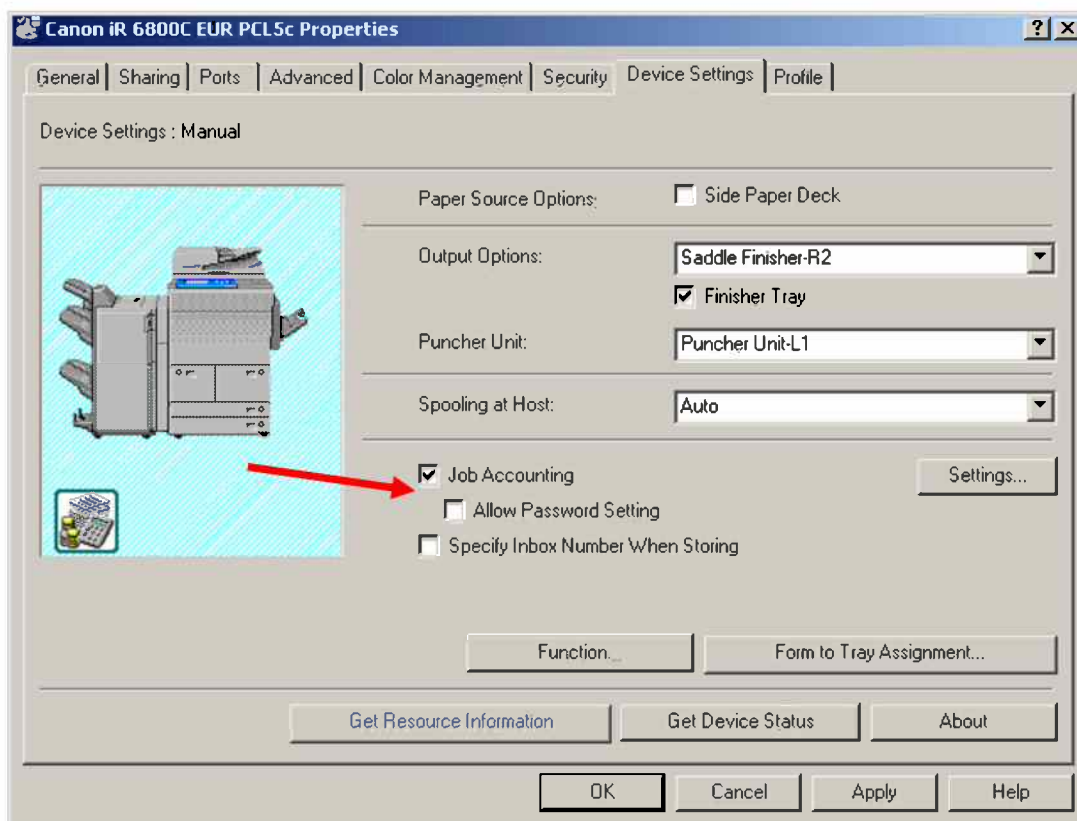 Canon iR 6800C EUR PCL5c Properties
General Sharing Ports Advanced Color Management Security Device Settings Profile
Device Settings : Manual
Paper Source Options: Side Paper Deck
Output Options: Saddle Finisher-R2
Finisher Tray
Puncher Unit: Puncher Unit-L1
Spooling at Host: Auto
Job Accounting Settings...
Allow Password Setting
Specify Inbox Number When Storing
Function... Form to Tray Assignment...
Get Resource Information Get Device Status About
OK Cancel Apply Help